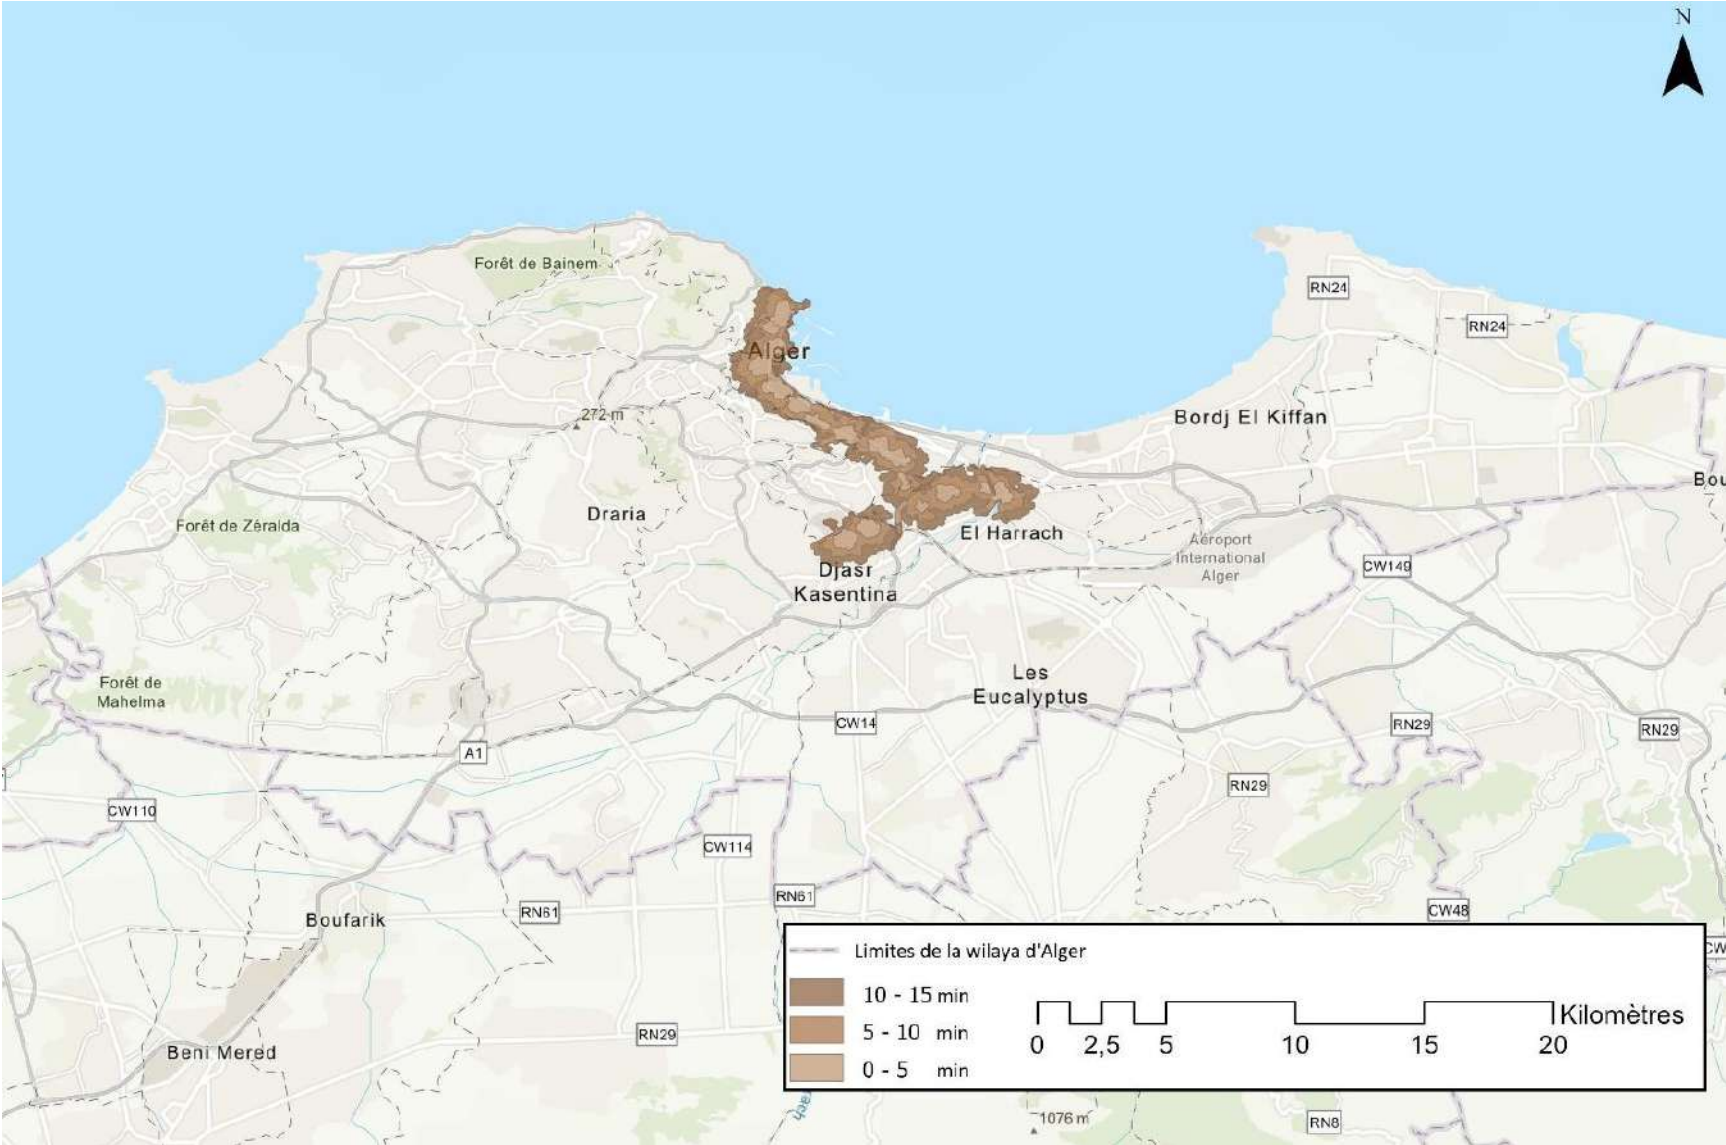 N
Forêt de Bainem
RN24
RN24
Alger
272 m
Bordj El Kiffan
Bou
Forêt de Zéralda
Draria
El Harrach
Aéroport
International
Alger
Djasr
Kasentina
CW149
Forêt de
Mahelma
Les
Eucalyptus
CW14
RN29
RN29
A1
RN29
CW110
CW114
RN61
RN61
CW48
Boufarik
CW
Limites de la wilaya d'Alger
10 - 15 min
5 - 10 min
0 - 5 min
Kilomètres
0 2,5 5 10 15 20
RN29
Beni Mered
ach
1076 m
RN8